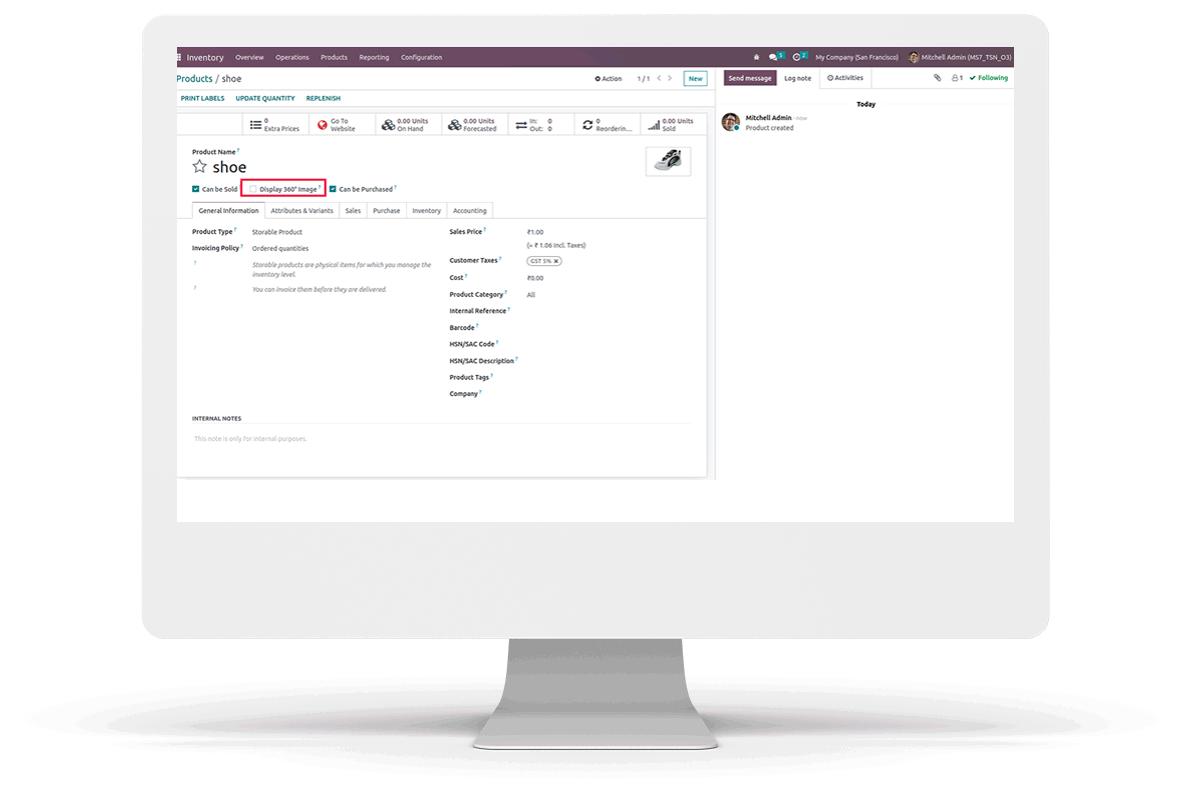 Inventory Overview Operations Products Reporting Configuration 5 2 My Company (San Francisco) Mitchell Admin (MS7_TSN_O3)
Products / shoe Action 1 / 1 New Send message Log note Activities 1 Following
PRINT LABELS UPDATE QUANTITY REPLENISH
Today
0 Extra Prices
Go To Website
0.00 Units On Hand
0.00 Units Forecasted
In: 0
Out: 0
0 Reorderin...
0.00 Units Sold
Mitchell Admin - now
Product created
Product Name ?
shoe
Can be Sold Display 360° Image ? Can be Purchased ?
General Information Attributes & Variants Sales Purchase Inventory Accounting
Product Type ? Storable Product
Invoicing Policy ? Ordered quantities
? Storable products are physical items for which you manage the
inventory level.
? You can invoice them before they are delivered.
Sales Price ? ₹1.00
(= ₹ 1.06 Incl. Taxes)
Customer Taxes ? GST 5% ×
Cost ? ₹0.00
Product Category ? All
Internal Reference ?
Barcode ?
HSN/SAC Code ?
HSN/SAC Description ?
Product Tags ?
Company ?
INTERNAL NOTES
This note is only for internal purposes.